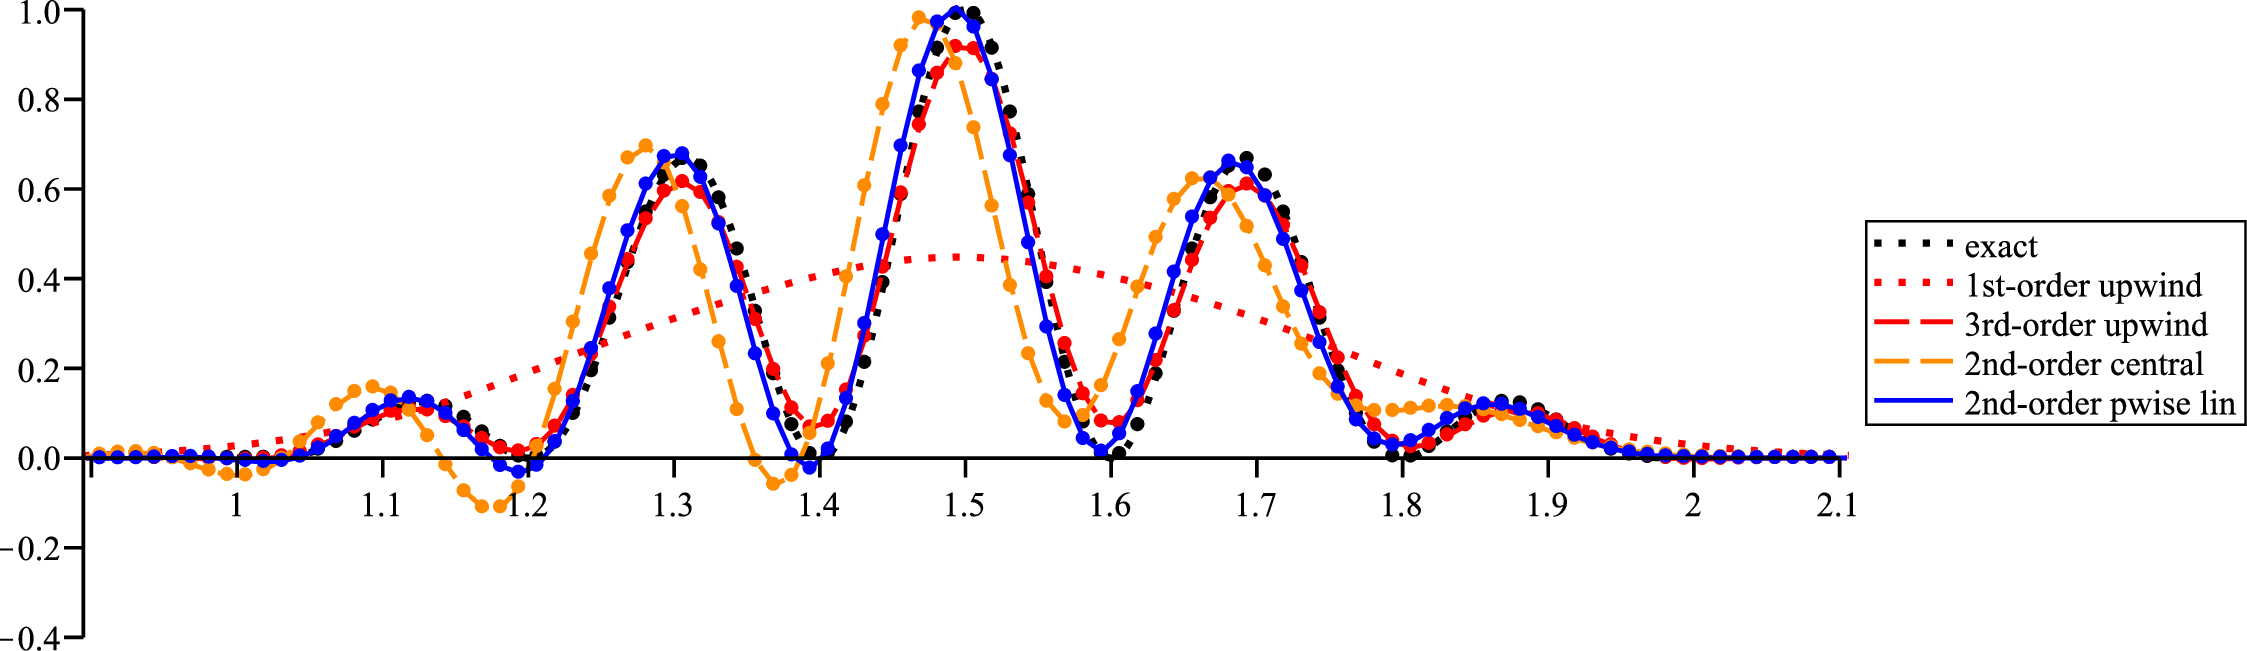 1.0
0.8
0.6
0.4
0.2
0.0
−0.2
−0.4
1 1.1 1.2 1.3 1.4 1.5 1.6 1.7 1.8 1.9 2 2.1
exact
1st-order upwind
3rd-order upwind
2nd-order central
2nd-order pwise lin